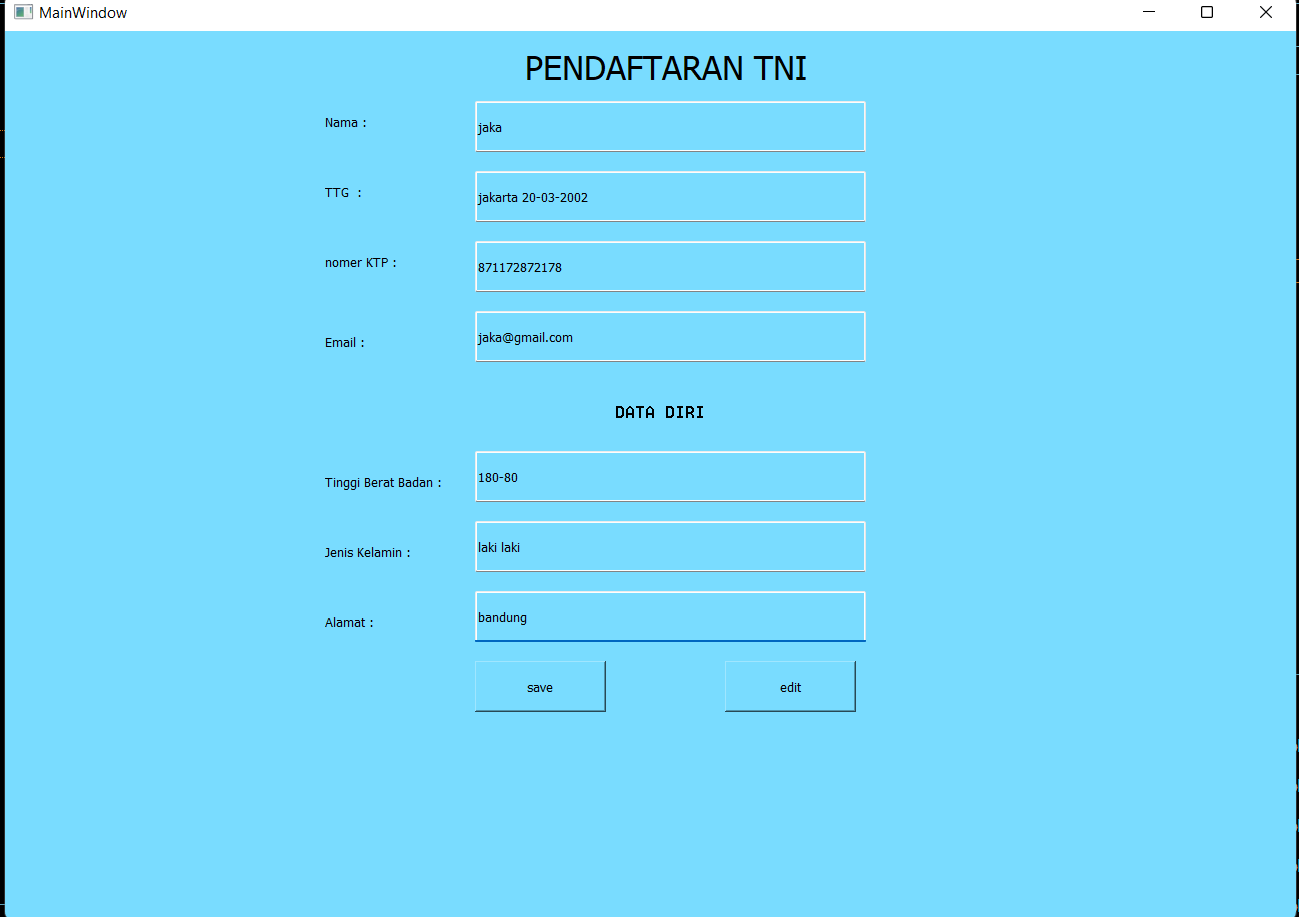 MainWindow
PENDAFTARAN TNI
Nama : jaka
TTG : jakarta 20-03-2002
nomer KTP : 871172872178
Email : jaka@gmail.com
DATA DIRI
Tinggi Berat Badan : 180-80
Jenis Kelamin : laki laki
Alamat : bandung
save edit